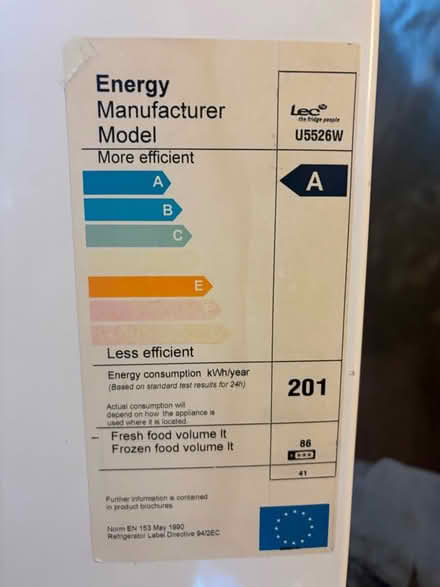 Energy
Manufacturer
Model
Lec
the fridge people
U5526W
More efficient
A
A
B
C
E
Less efficient
Energy consumption kWh/year
(Based on standard test results for 24h)
201
Actual consumption will
depend on how the appliance is
used where it is located.
Fresh food volume lt
86
Frozen food volume lt
41
Further information is contained
in product brochures.
Norm EN 153 May 1990
Refrigerator Label Directive 94/2EC